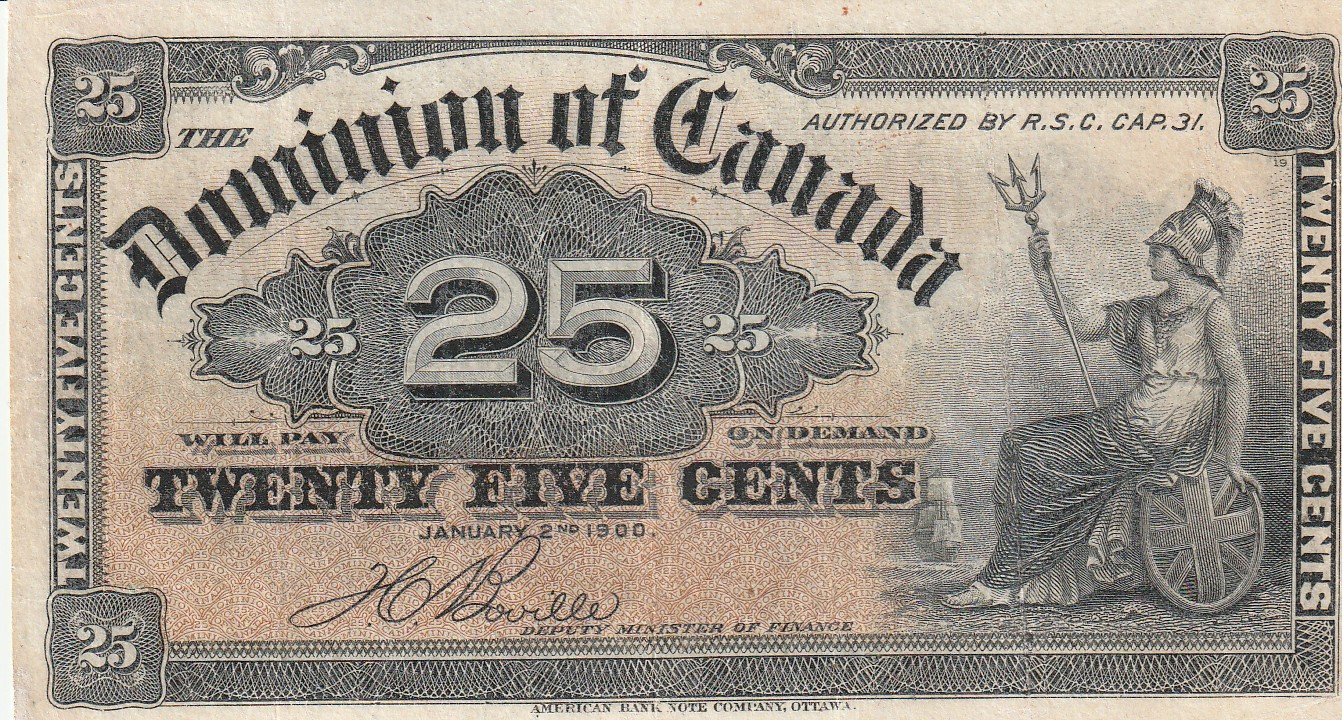 25
25
THE
Dominion of Canada
AUTHORIZED BY R.S.C. CAP. 31.
19
TWENTY FIVE CENTS
TWENTY FIVE CENTS
25
25
25
WILL PAY
ON DEMAND
TWENTY FIVE CENTS
JANUARY 2ND 1900.
H. C. Boville
DEPUTY MINISTER OF FINANCE
25
AMERICAN BANK NOTE COMPANY, OTTAWA.